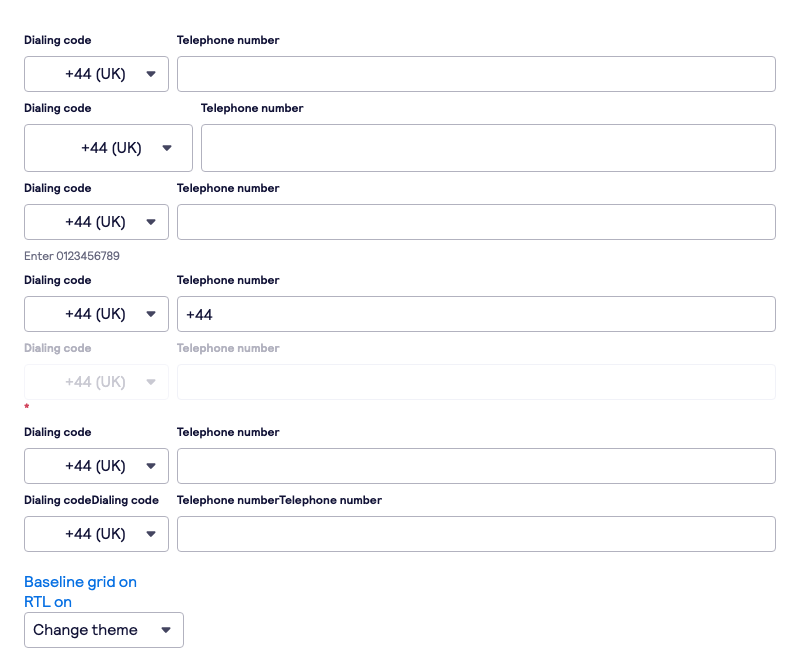 Dialing code Telephone number
+44 (UK)
Dialing code Telephone number
+44 (UK)
Dialing code Telephone number
+44 (UK)
Enter 0123456789
Dialing code Telephone number
+44 (UK) +44
Dialing code Telephone number
+44 (UK)
*
Dialing code Telephone number
+44 (UK)
Dialing codeDialing code Telephone numberTelephone number
+44 (UK)
Baseline grid on
RTL on
Change theme